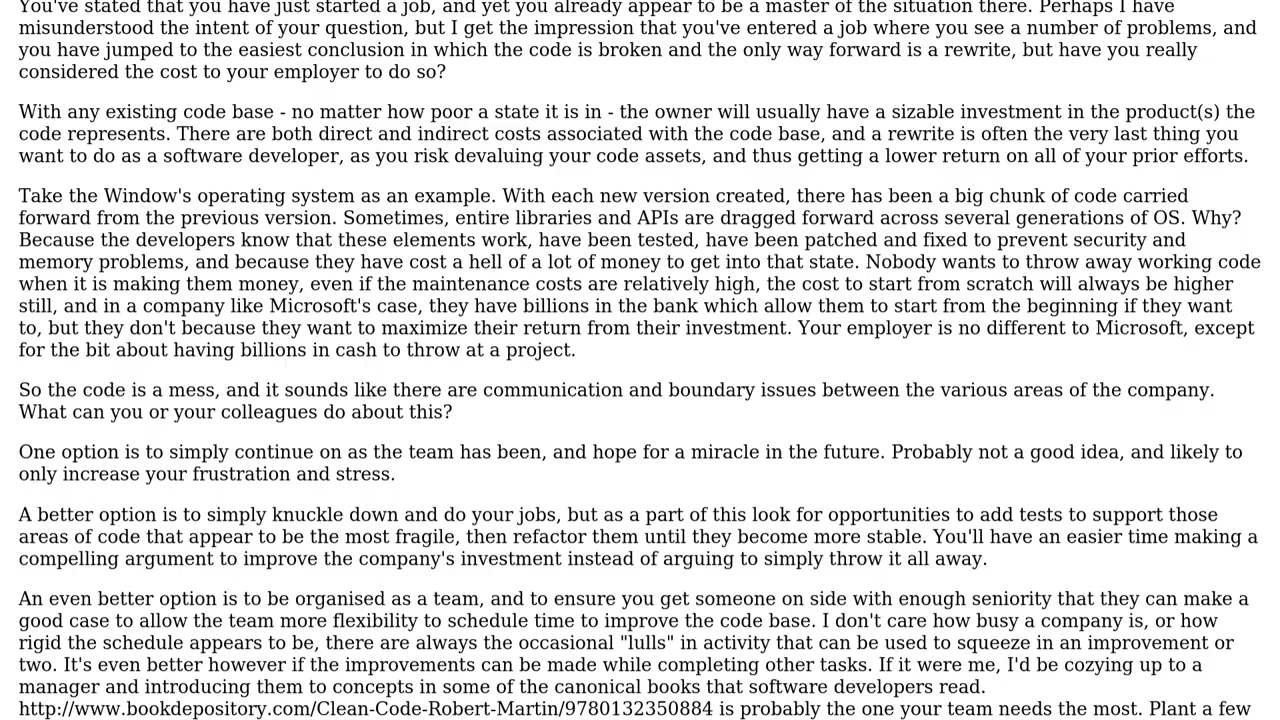 You've stated that you have just started a job, and yet you already appear to be a master of the situation there. Perhaps I have
misunderstood the intent of your question, but I get the impression that you've entered a job where you see a number of problems, and
you have jumped to the easiest conclusion in which the code is broken and the only way forward is a rewrite, but have you really
considered the cost to your employer to do so?
With any existing code base - no matter how poor a state it is in - the owner will usually have a sizable investment in the product(s) the
code represents. There are both direct and indirect costs associated with the code base, and a rewrite is often the very last thing you
want to do as a software developer, as you risk devaluing your code assets, and thus getting a lower return on all of your prior efforts.
Take the Window's operating system as an example. With each new version created, there has been a big chunk of code carried
forward from the previous version. Sometimes, entire libraries and APIs are dragged forward across several generations of OS. Why?
Because the developers know that these elements work, have been tested, have been patched and fixed to prevent security and
memory problems, and because they have cost a hell of a lot of money to get into that state. Nobody wants to throw away working code
when it is making them money, even if the maintenance costs are relatively high, the cost to start from scratch will always be higher
still, and in a company like Microsoft's case, they have billions in the bank which allow them to start from the beginning if they want
to, but they don't because they want to maximize their return from their investment. Your employer is no different to Microsoft, except
for the bit about having billions in cash to throw at a project.
So the code is a mess, and it sounds like there are communication and boundary issues between the various areas of the company.
What can you or your colleagues do about this?
One option is to simply continue on as the team has been, and hope for a miracle in the future. Probably not a good idea, and likely to
only increase your frustration and stress.
A better option is to simply knuckle down and do your jobs, but as a part of this look for opportunities to add tests to support those
areas of code that appear to be the most fragile, then refactor them until they become more stable. You'll have an easier time making a
compelling argument to improve the company's investment instead of arguing to simply throw it all away.
An even better option is to be organised as a team, and to ensure you get someone on side with enough seniority that they can make a
good case to allow the team more flexibility to schedule time to improve the code base. I don't care how busy a company is, or how
rigid the schedule appears to be, there are always the occasional "lulls" in activity that can be used to squeeze in an improvement or
two. It's even better however if the improvements can be made while completing other tasks. If it were me, I'd be cozying up to a
manager and introducing them to concepts in some of the canonical books that software developers read.
http://www.bookdepository.com/Clean-Code-Robert-Martin/9780132350884 is probably the one your team needs the most. Plant a few